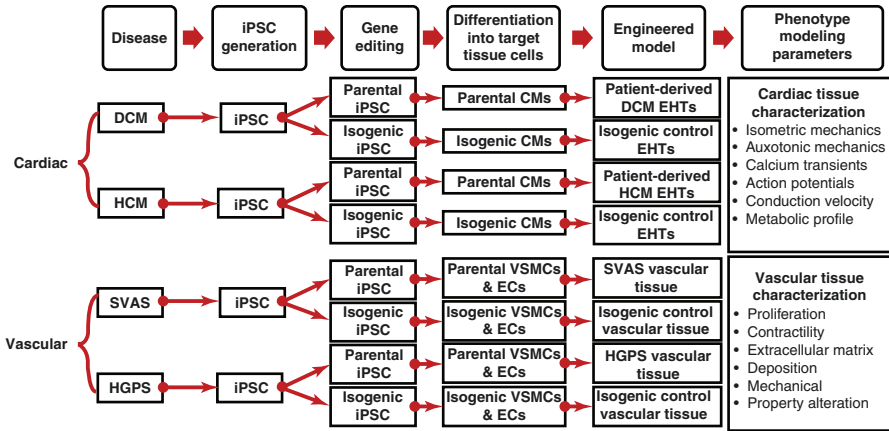 Disease
iPSC
generation
Gene
editing
Differentiation
into target
tissue cells
Engineered
model
Phenotype
modeling
parameters
Cardiac
DCM
iPSC
Parental
iPSC
Parental CMs
Patient-derived
DCM EHTs
Isogenic
iPSC
Isogenic CMs
Isogenic control
EHTs
HCM
iPSC
Parental
iPSC
Parental CMs
Patient-derived
HCM EHTs
Isogenic
iPSC
Isogenic CMs
Isogenic control
EHTs
Cardiac tissue
characterization
• Isometric mechanics
• Auxotonic mechanics
• Calcium transients
• Action potentials
• Conduction velocity
• Metabolic profile
Vascular
SVAS
iPSC
Parental
iPSC
Parental VSMCs
& ECs
SVAS vascular
tissue
Isogenic
iPSC
Isogenic VSMCs
& ECs
Isogenic control
vascular tissue
HGPS
iPSC
Parental
iPSC
Parental VSMCs
& ECs
HGPS vascular
tissue
Isogenic
iPSC
Isogenic VSMCs
& ECs
Isogenic control
vascular tissue
Vascular tissue
characterization
• Proliferation
• Contractility
• Extracellular matrix
• Deposition
• Mechanical
• Property alteration